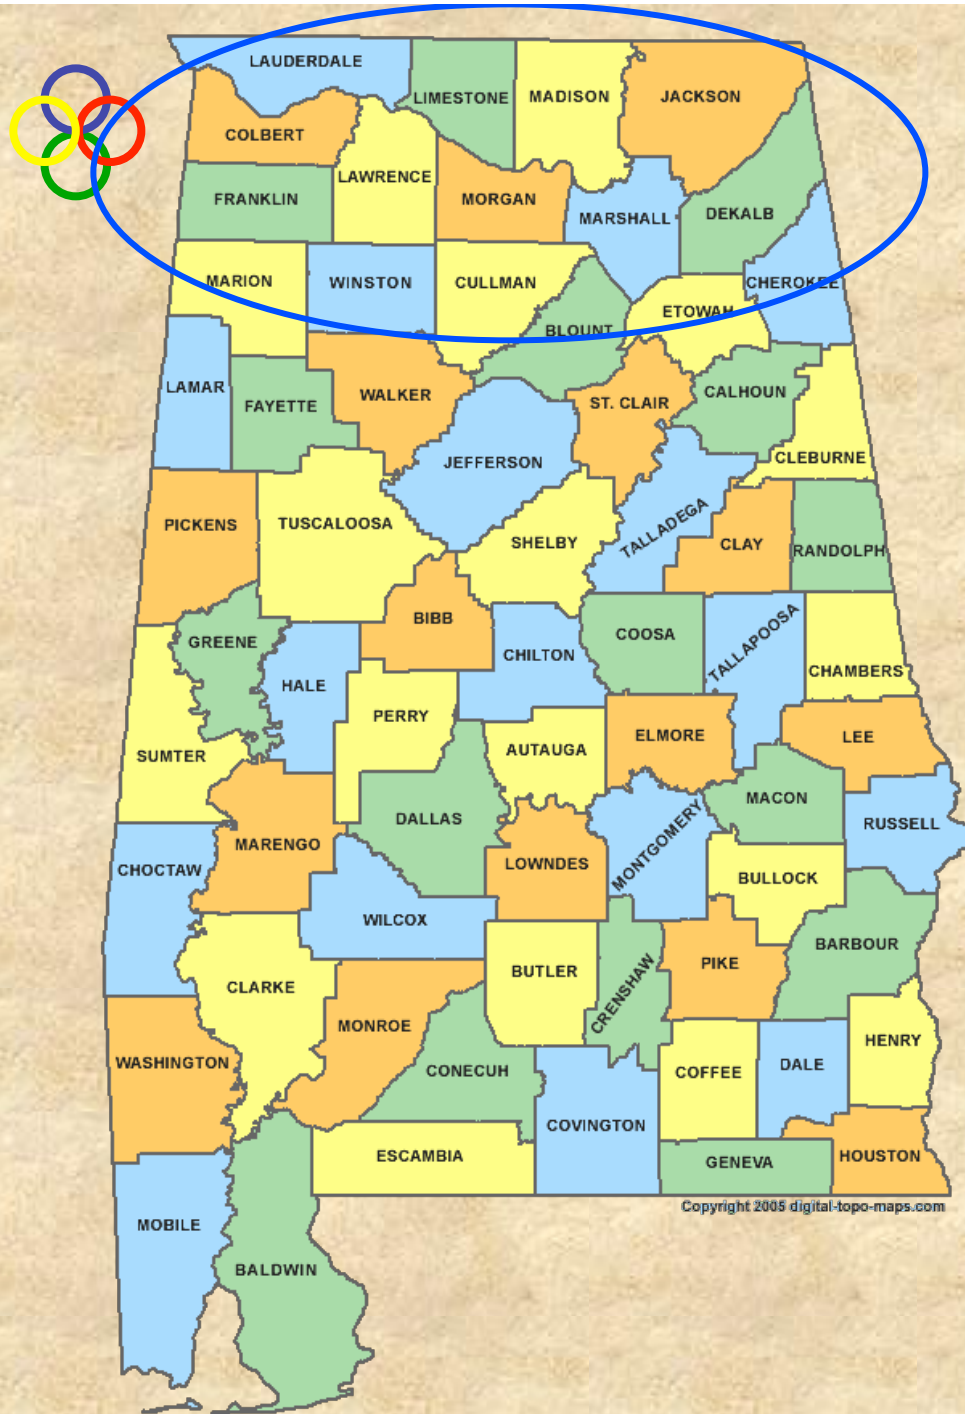 LAUDERDALE
LIMESTONE
MADISON
JACKSON
COLBERT
LAWRENCE
FRANKLIN
MORGAN
MARSHALL
DEKALB
MARION
WINSTON
CULLMAN
CHEROKEE
ETOWAH
BLOUNT
LAMAR
FAYETTE
WALKER
ST. CLAIR
CALHOUN
JEFFERSON
CLEBURNE
PICKENS
TUSCALOOSA
SHELBY
TALLADEGA
CLAY
RANDOLPH
GREENE
BIBB
CHILTON
COOSA
TALLAPOOSA
CHAMBERS
HALE
PERRY
SUMTER
AUTAUGA
ELMORE
LEE
MACON
DALLAS
RUSSELL
MARENGO
CHOCTAW
LOWNDES
MONTGOMERY
BULLOCK
WILCOX
BARBOUR
CLARKE
BUTLER
CRENSHAW
PIKE
MONROE
HENRY
WASHINGTON
CONECUH
COFFEE
DALE
COVINGTON
ESCAMBIA
GENEVA
HOUSTON
Copyright 2005 digital-topo-maps.com
MOBILE
BALDWIN